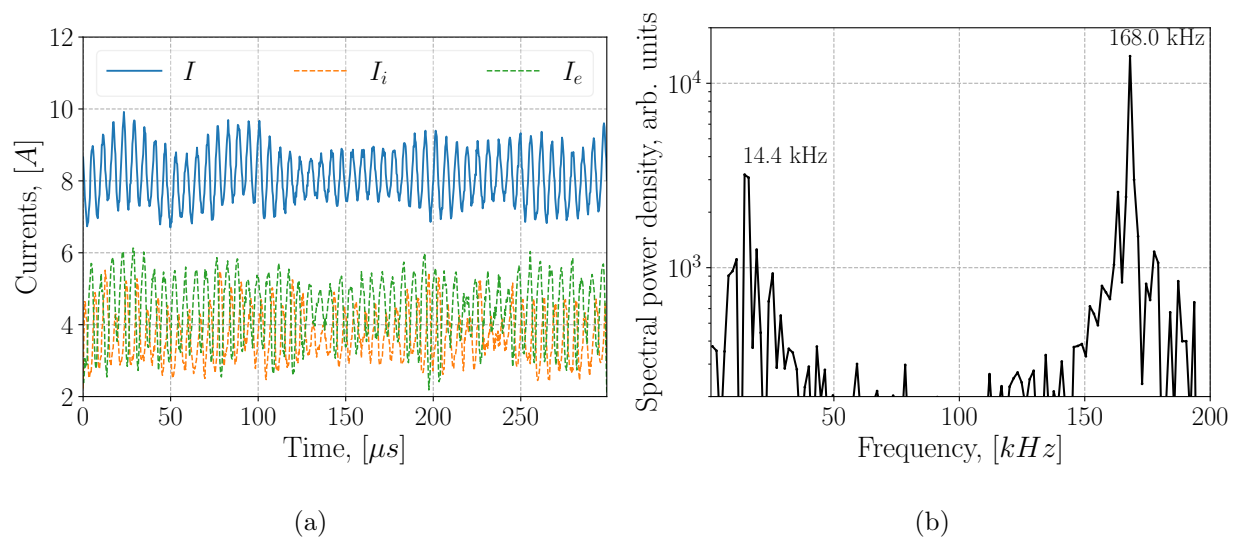 12
10
8
6
4
2
Currents, [A]
I
I_i
I_e
0
50
100
150
200
250
Time, [μs]
(a)
Spectral power density, arb. units
10^4
10^3
14.4 kHz
168.0 kHz
50
100
150
200
Frequency, [kHz]
(b)